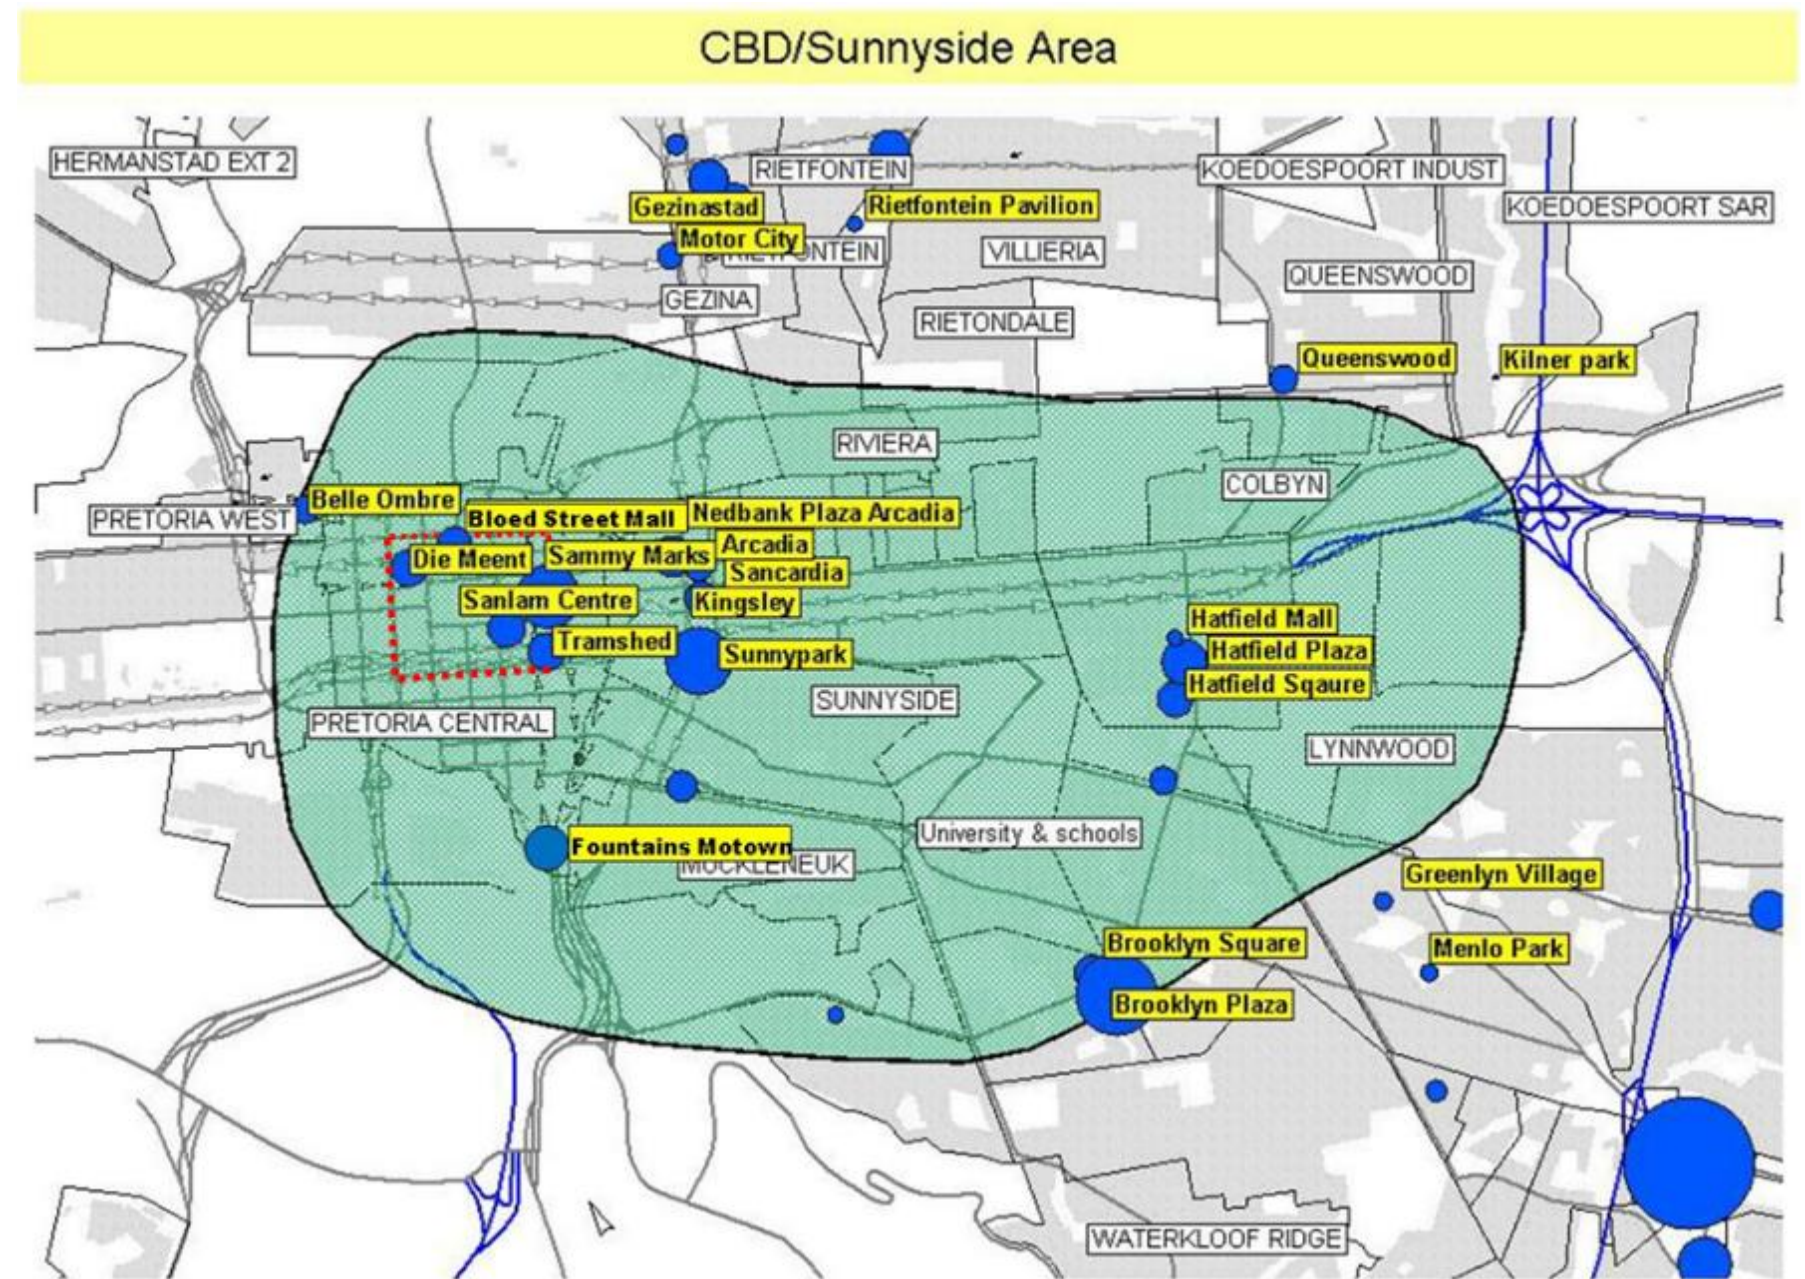 CBD/Sunnyside Area
HERMANSTAD EXT 2
RIETFONTEIN
KOEDOESPOORT INDUST
KOEDOESPOORT SAR
Gezinastad
Rietfontein Pavilion
Motor City
RIETFONTEIN
VILLIERIA
QUEENSWOOD
GEZINA
RIETONDALE
Queenswood
Kilner park
RIVIERA
COLBYN
Belle Ombre
PRETORIA WEST
Bloed Street Mall
Nedbank Plaza Arcadia
Die Meent
Sammy Marks
Arcadia
Sancardia
Sanlam Centre
Kingsley
Hatfield Mall
Tramshed
Sunnypark
Hatfield Plaza
Hatfield Sqaure
SUNNYSIDE
PRETORIA CENTRAL
LYNNWOOD
University & schools
Fountains Motown
MUCKLENEUK
Greenlyn Village
Brooklyn Square
Menlo Park
Brooklyn Plaza
WATERKLOOF RIDGE